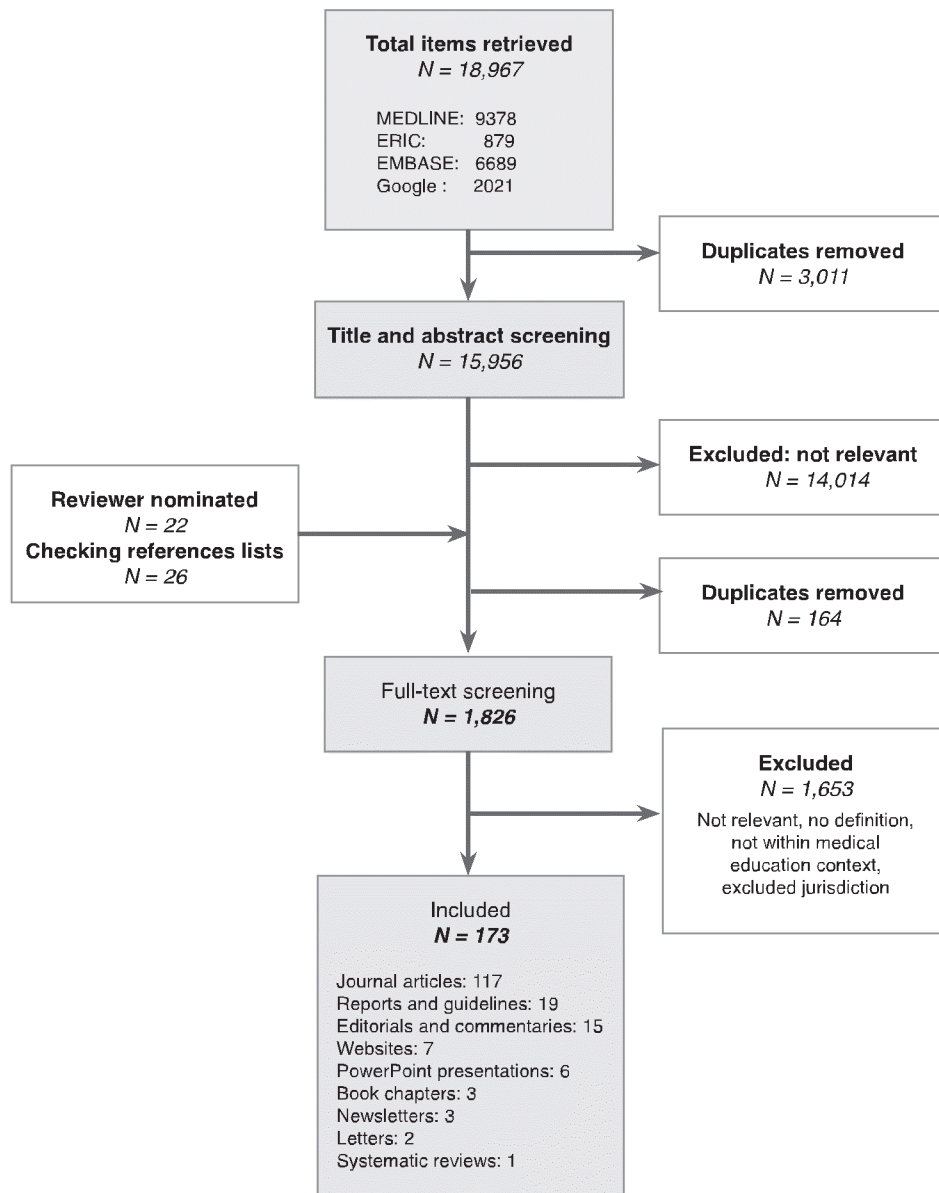 Total items retrieved
N = 18,967
MEDLINE: 9378
ERIC: 879
EMBASE: 6689
Google : 2021
Duplicates removed
N = 3,011
Title and abstract screening
N = 15,956
Excluded: not relevant
N = 14,014
Reviewer nominated
N = 22
Checking references lists
N = 26
Duplicates removed
N = 164
Full-text screening
N = 1,826
Excluded
N = 1,653
Not relevant, no definition,
not within medical
education context,
excluded jurisdiction
Included
N = 173
Journal articles: 117
Reports and guidelines: 19
Editorials and commentaries: 15
Websites: 7
PowerPoint presentations: 6
Book chapters: 3
Newsletters: 3
Letters: 2
Systematic reviews: 1